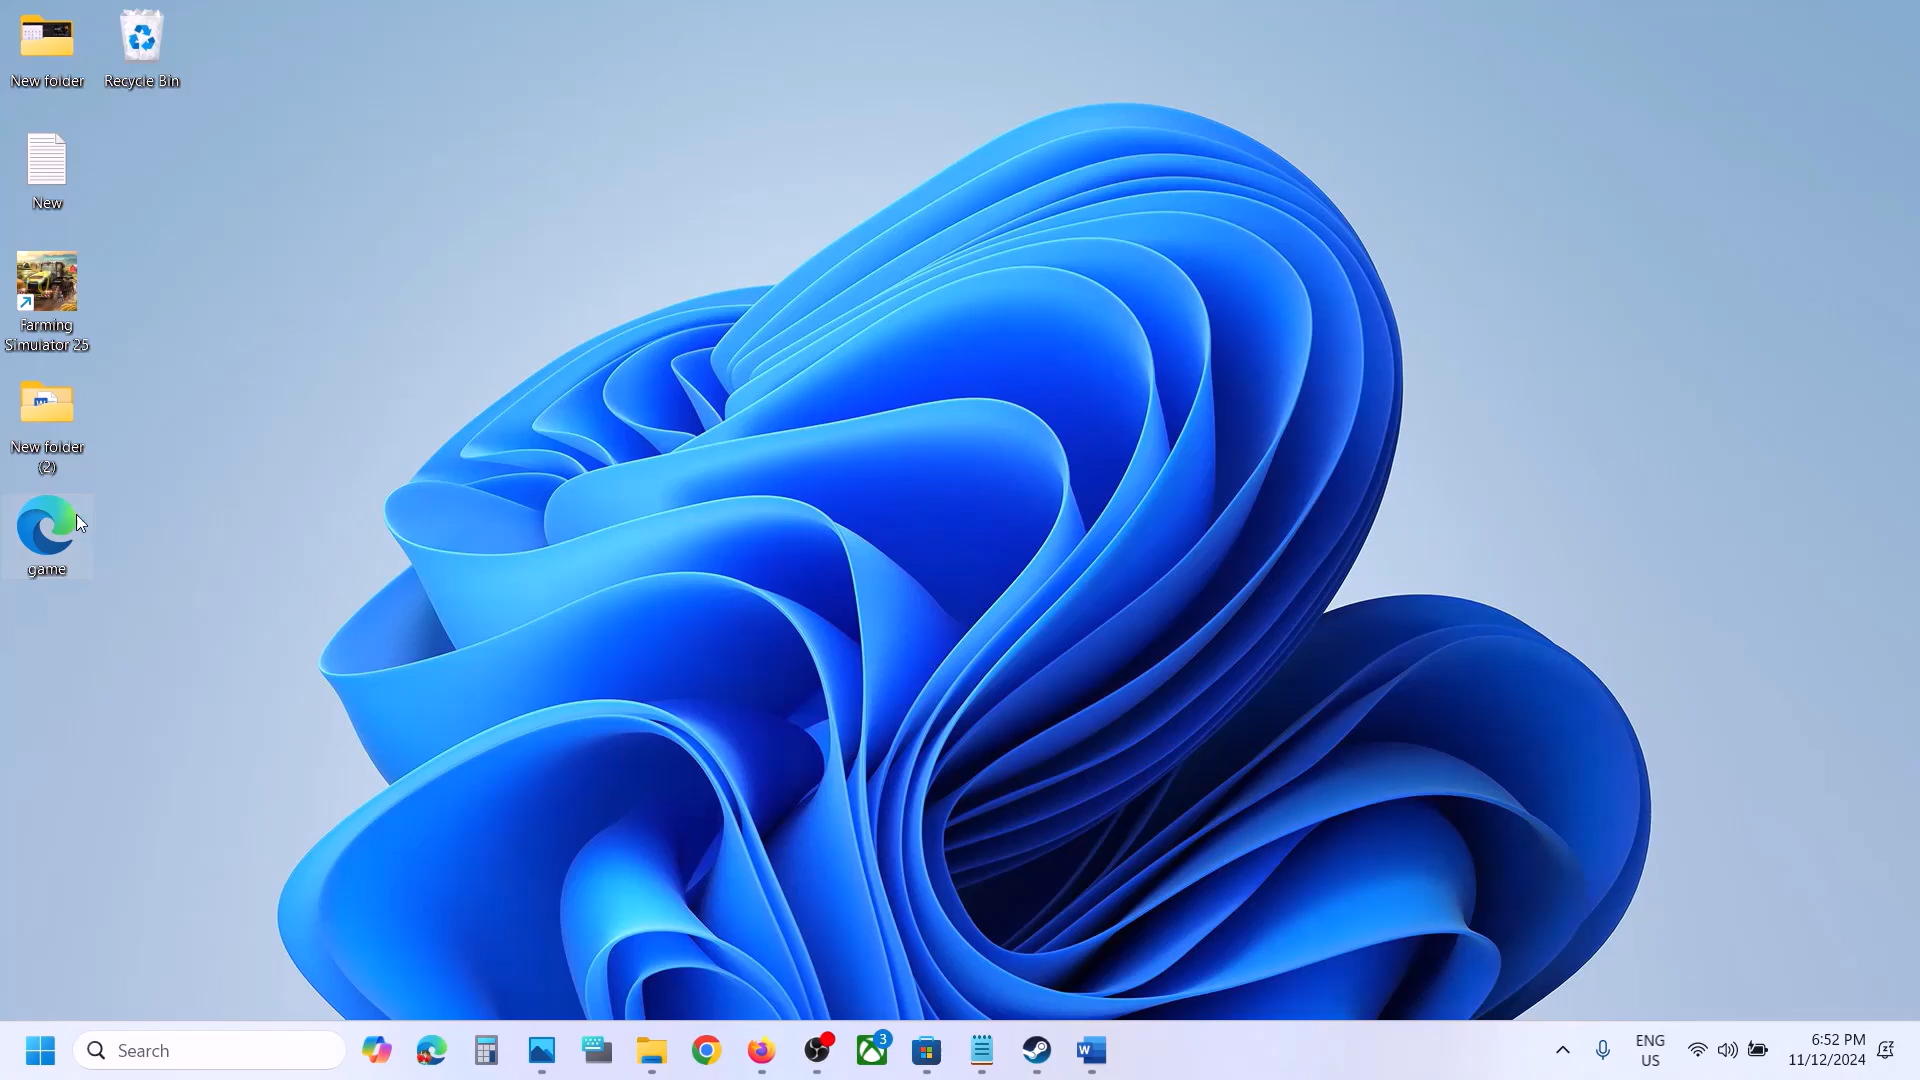 New folder
Recycle Bin
New
Farming
Simulator 25
New folder
(2)
game
Search
3
ENG
US
6:52 PM
11/12/2024